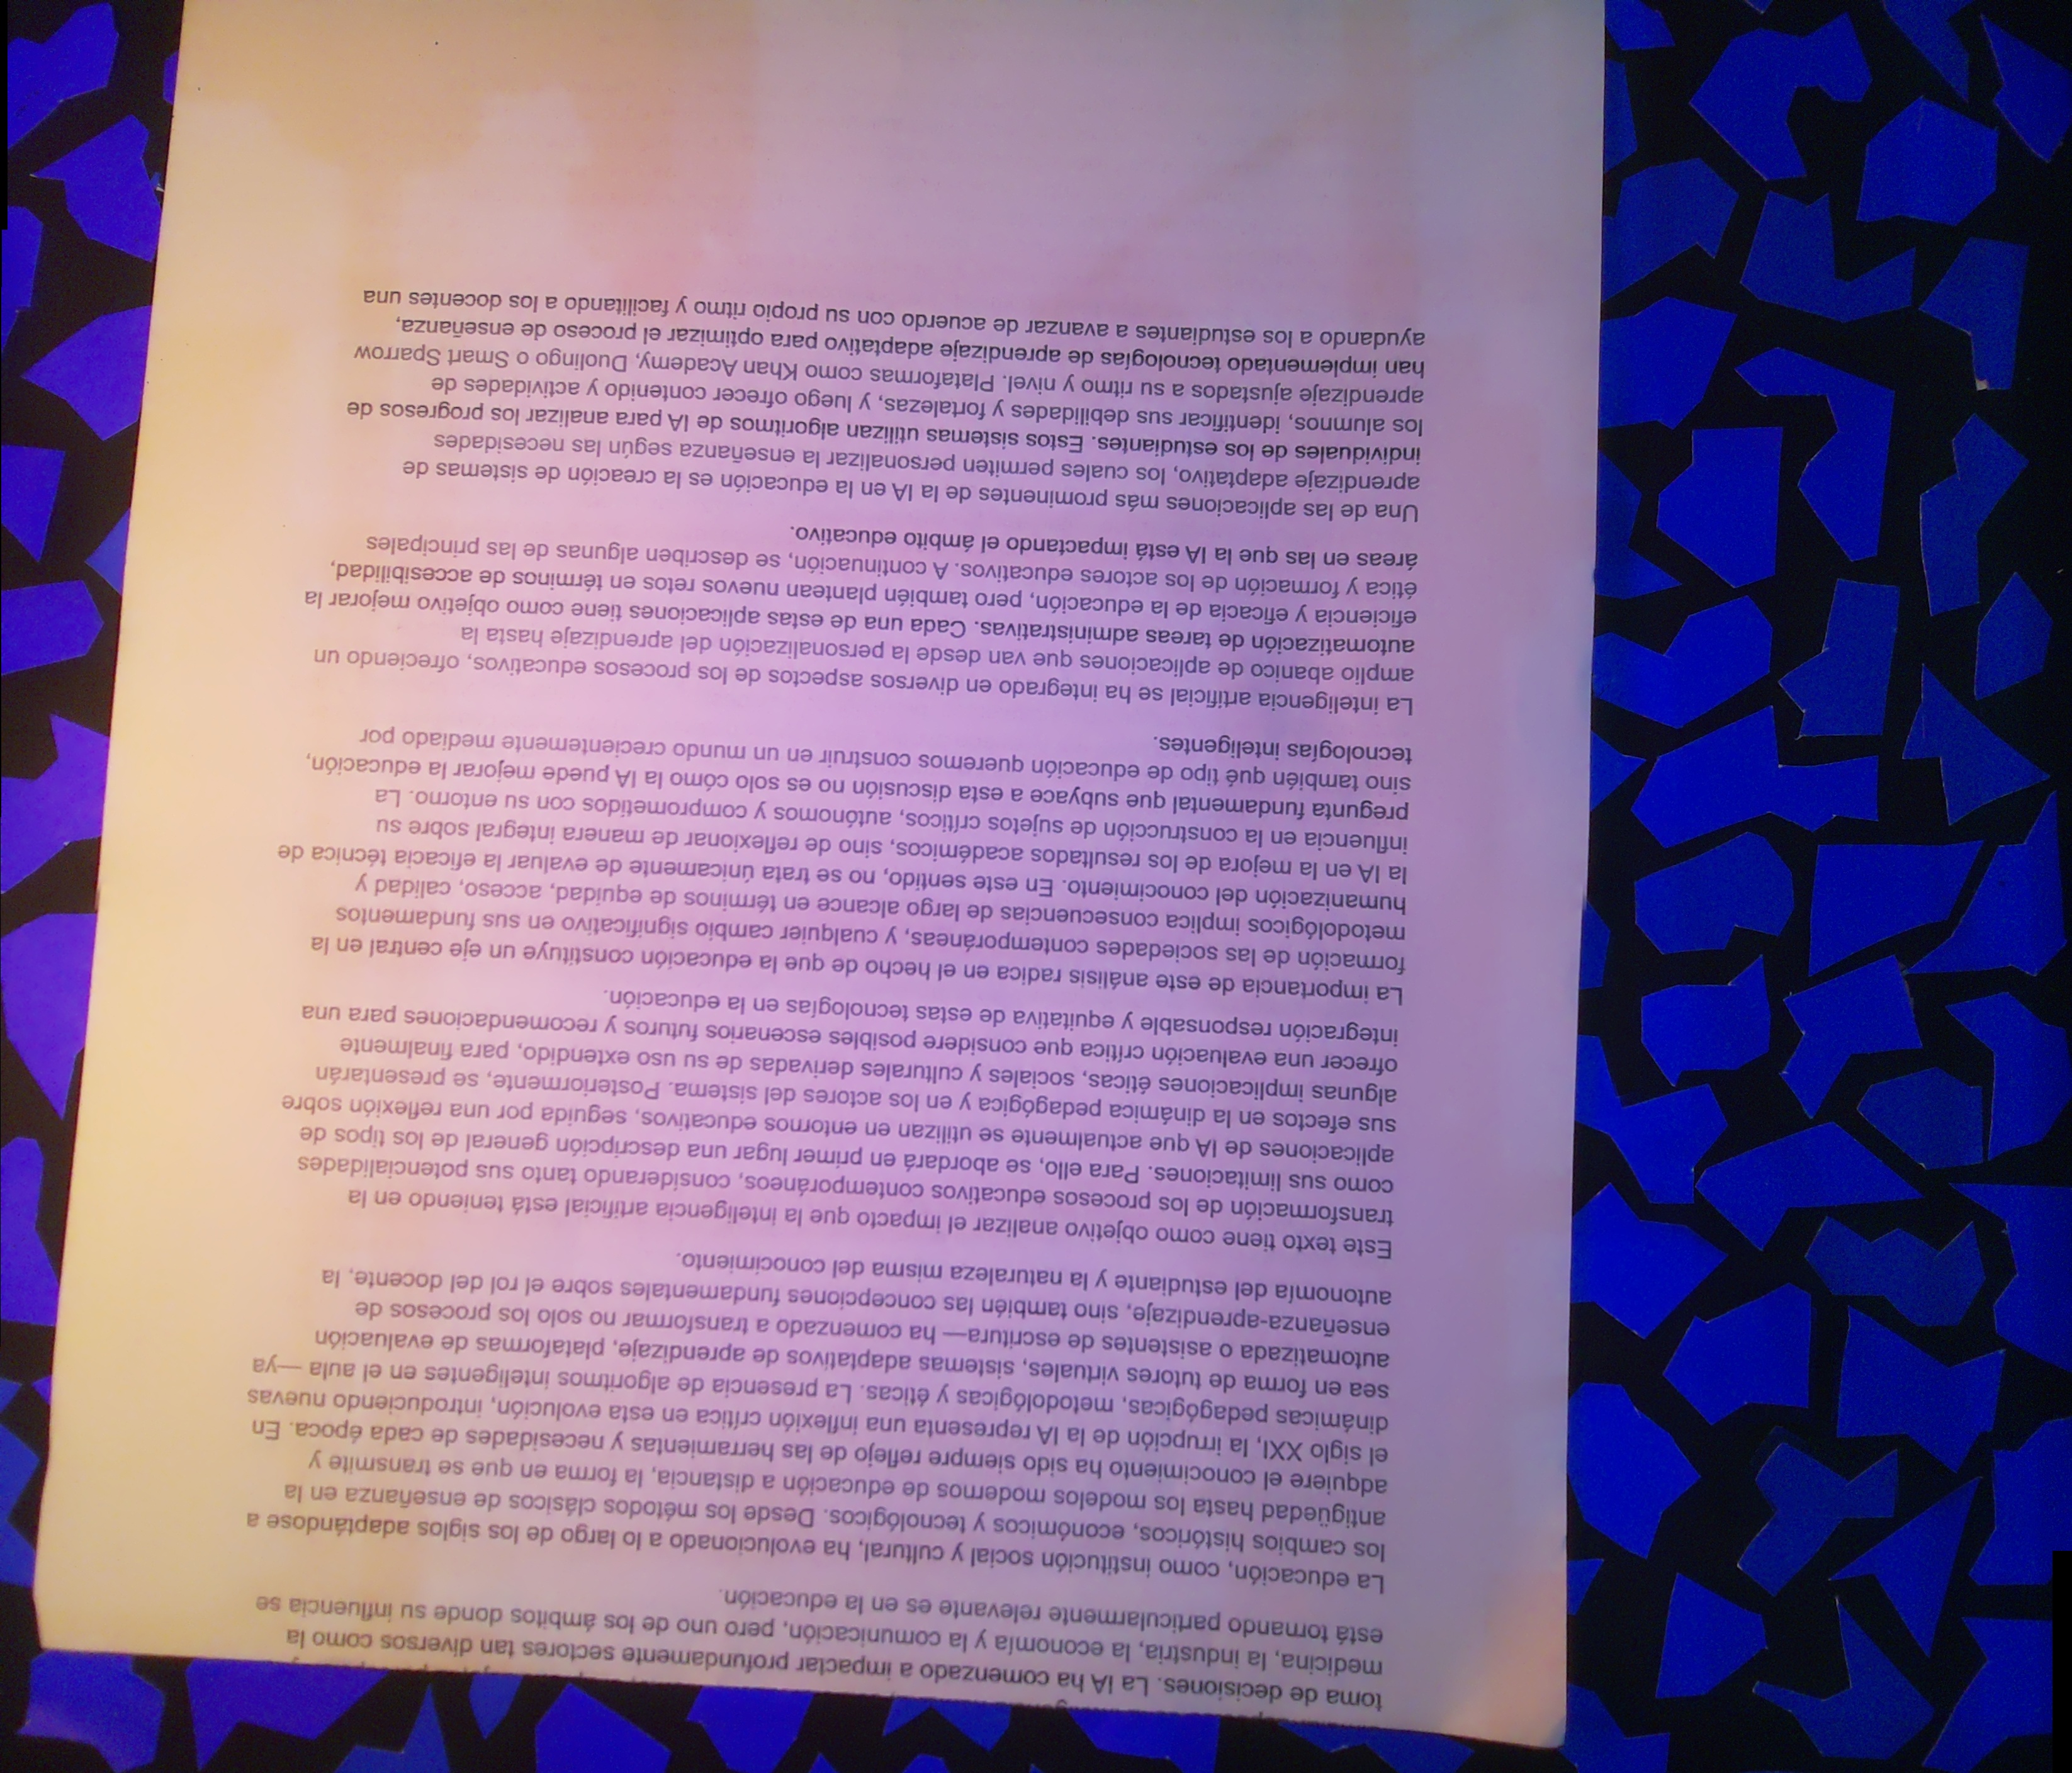 toma de decisiones. La IA ha comenzado a impactar profundamente sectores tan diversos como la
medicina, la industria, la economía y la comunicación, pero uno de los ámbitos donde su influencia se
está tornando particularmente relevante es en la educación.
La educación, como institución social y cultural, ha evolucionado a lo largo de los siglos adaptándose a
los cambios históricos, económicos y tecnológicos. Desde los métodos clásicos de enseñanza en la
antigüedad hasta los modelos modernos de educación a distancia, la forma en que se transmite y
adquiere el conocimiento ha sido siempre reflejo de las herramientas y necesidades de cada época. En
el siglo XXI, la irrupción de la IA representa una inflexión crítica en esta evolución, introduciendo nuevas
dinámicas pedagógicas, metodológicas y éticas. La presencia de algoritmos inteligentes en el aula —ya
sea en forma de tutores virtuales, sistemas adaptativos de aprendizaje, plataformas de evaluación
automatizada o asistentes de escritura— ha comenzado a transformar no solo los procesos de
enseñanza-aprendizaje, sino también las concepciones fundamentales sobre el rol del docente, la
autonomía del estudiante y la naturaleza misma del conocimiento.
Este texto tiene como objetivo analizar el impacto que la inteligencia artificial está teniendo en la
transformación de los procesos educativos contemporáneos, considerando tanto sus potencialidades
como sus limitaciones. Para ello, se abordará en primer lugar una descripción general de los tipos de
aplicaciones de IA que actualmente se utilizan en entornos educativos, seguida por una reflexión sobre
sus efectos en la dinámica pedagógica y en los actores del sistema. Posteriormente, se presentarán
algunas implicaciones éticas, sociales y culturales derivadas de su uso extendido, para finalmente
ofrecer una evaluación crítica que considere posibles escenarios futuros y recomendaciones para una
integración responsable y equitativa de estas tecnologías en la educación.
La importancia de este análisis radica en el hecho de que la educación constituye un eje central en la
formación de las sociedades contemporáneas, y cualquier cambio significativo en sus fundamentos
metodológicos implica consecuencias de largo alcance en términos de equidad, acceso, calidad y
humanización del conocimiento. En este sentido, no se trata únicamente de evaluar la eficacia técnica de
la IA en la mejora de los resultados académicos, sino de reflexionar de manera integral sobre su
influencia en la construcción de sujetos críticos, autónomos y comprometidos con su entorno. La
pregunta fundamental que subyace a esta discusión no es solo cómo la IA puede mejorar la educación,
sino también qué tipo de educación queremos construir en un mundo crecientemente mediado por
tecnologías inteligentes.
La inteligencia artificial se ha integrado en diversos aspectos de los procesos educativos, ofreciendo un
amplio abanico de aplicaciones que van desde la personalización del aprendizaje hasta la
automatización de tareas administrativas. Cada una de estas aplicaciones tiene como objetivo mejorar la
eficiencia y eficacia de la educación, pero también plantean nuevos retos en términos de accesibilidad,
ética y formación de los actores educativos. A continuación, se describen algunas de las principales
áreas en las que la IA está impactando el ámbito educativo.
Una de las aplicaciones más prominentes de la IA en la educación es la creación de sistemas de
aprendizaje adaptativo, los cuales permiten personalizar la enseñanza según las necesidades
individuales de los estudiantes. Estos sistemas utilizan algoritmos de IA para analizar los progresos de
los alumnos, identificar sus debilidades y fortalezas, y luego ofrecer contenido y actividades de
aprendizaje ajustados a su ritmo y nivel. Plataformas como Khan Academy, Duolingo o Smart Sparrow
han implementado tecnologías de aprendizaje adaptativo para optimizar el proceso de enseñanza,
ayudando a los estudiantes a avanzar de acuerdo con su propio ritmo y facilitando a los docentes una